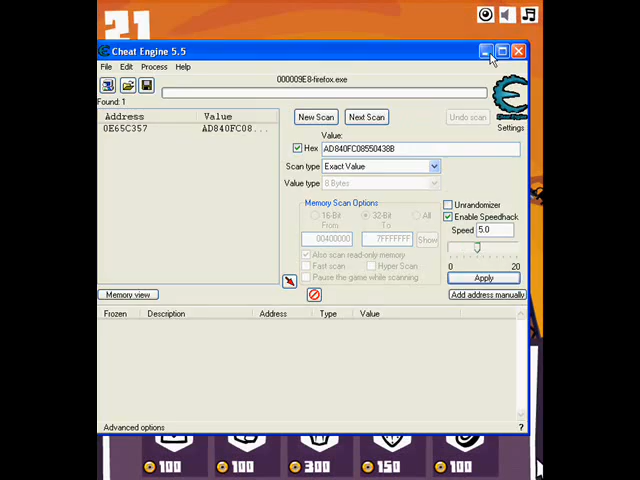 21
Cheat Engine 5.5
File Edit Process Help
000009E8-firefox.exe
Found: 1
Address Value
0E65C357 AD840FC08...
New Scan Next Scan Undo scan
Cheat Engine
Settings
Value:
Hex AD840FC08550438B
Scan type Exact Value
Value type 8 Bytes
Memory Scan Options
16-Bit 32-Bit All
From To
00400000 7FFFFFFF Show
Also scan read-only memory
Fast scan Hyper Scan
Pause the game while scanning
Unrandomizer
Enable Speedhack
Speed 5.0
0 20
Apply
Memory view Add address manually
Frozen Description Address Type Value
Advanced options ?
100 100 300 150 100